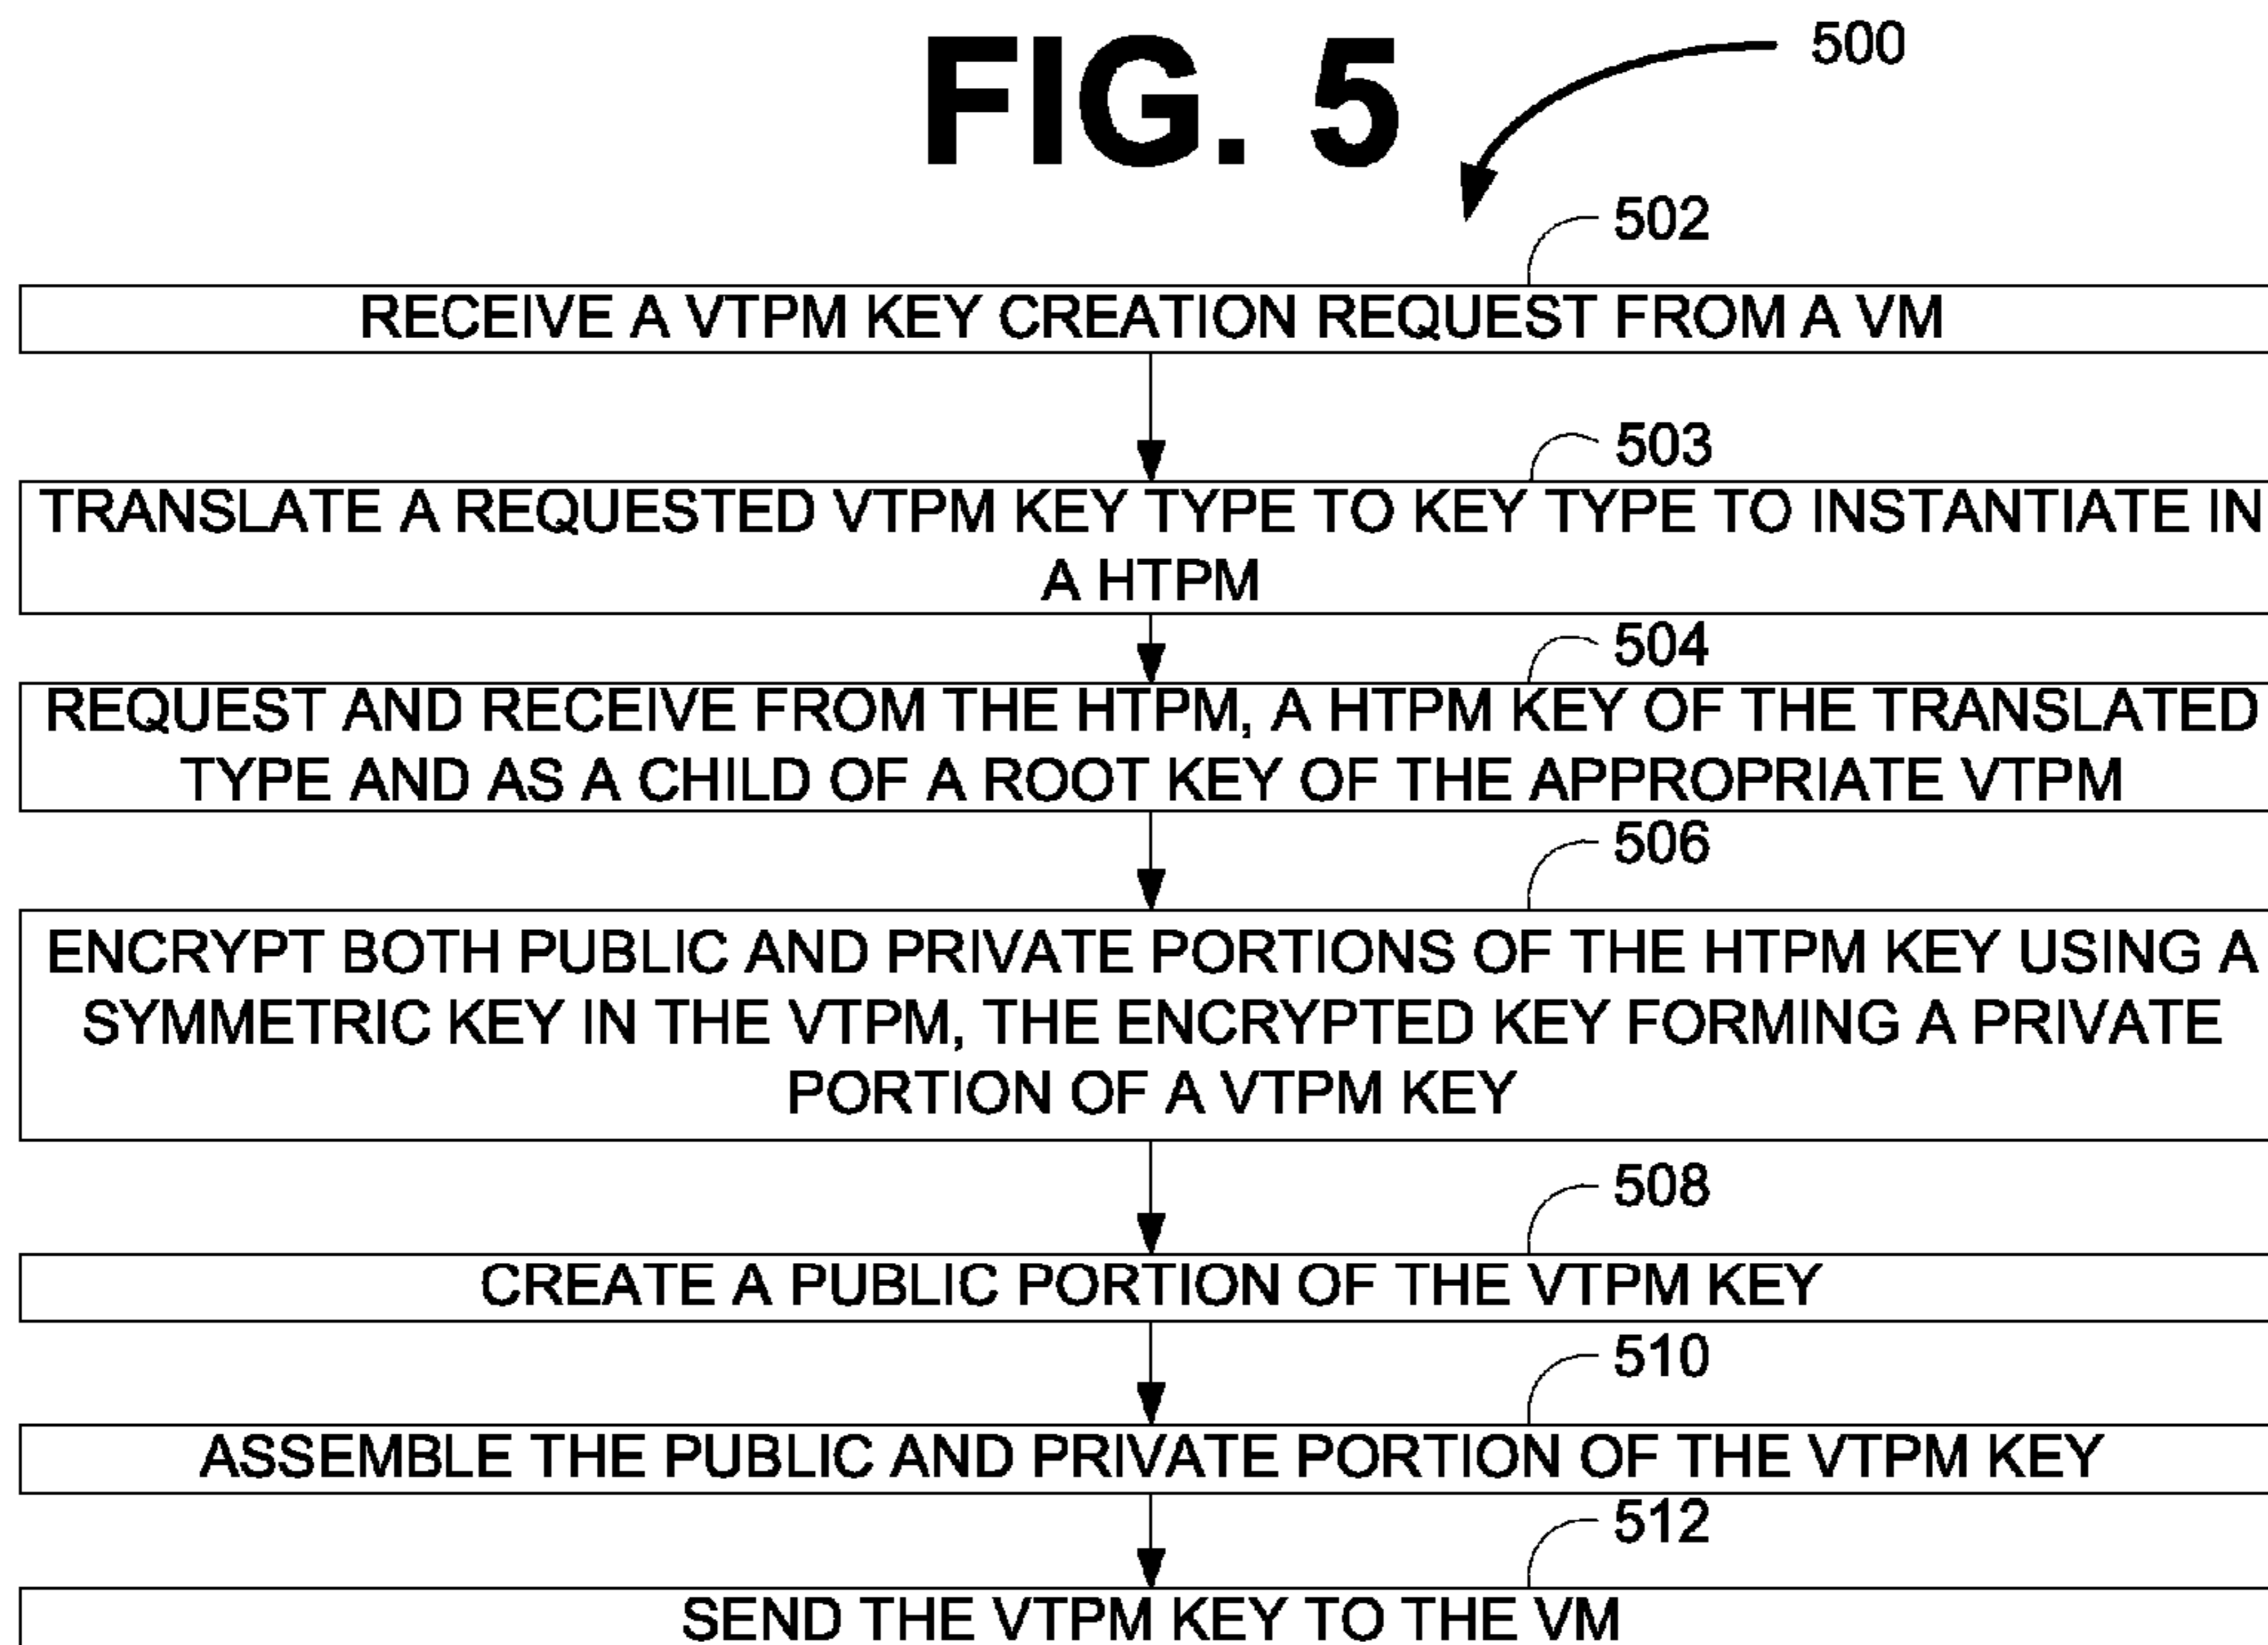 FIG. 5
500
502
RECEIVE A VTPM KEY CREATION REQUEST FROM A VM
503
TRANSLATE A REQUESTED VTPM KEY TYPE TO KEY TYPE TO INSTANTIATE IN
A HTPM
504
REQUEST AND RECEIVE FROM THE HTPM, A HTPM KEY OF THE TRANSLATED
TYPE AND AS A CHILD OF A ROOT KEY OF THE APPROPRIATE VTPM
506
ENCRYPT BOTH PUBLIC AND PRIVATE PORTIONS OF THE HTPM KEY USING A
SYMMETRIC KEY IN THE VTPM, THE ENCRYPTED KEY FORMING A PRIVATE
PORTION OF A VTPM KEY
508
CREATE A PUBLIC PORTION OF THE VTPM KEY
510
ASSEMBLE THE PUBLIC AND PRIVATE PORTION OF THE VTPM KEY
512
SEND THE VTPM KEY TO THE VM